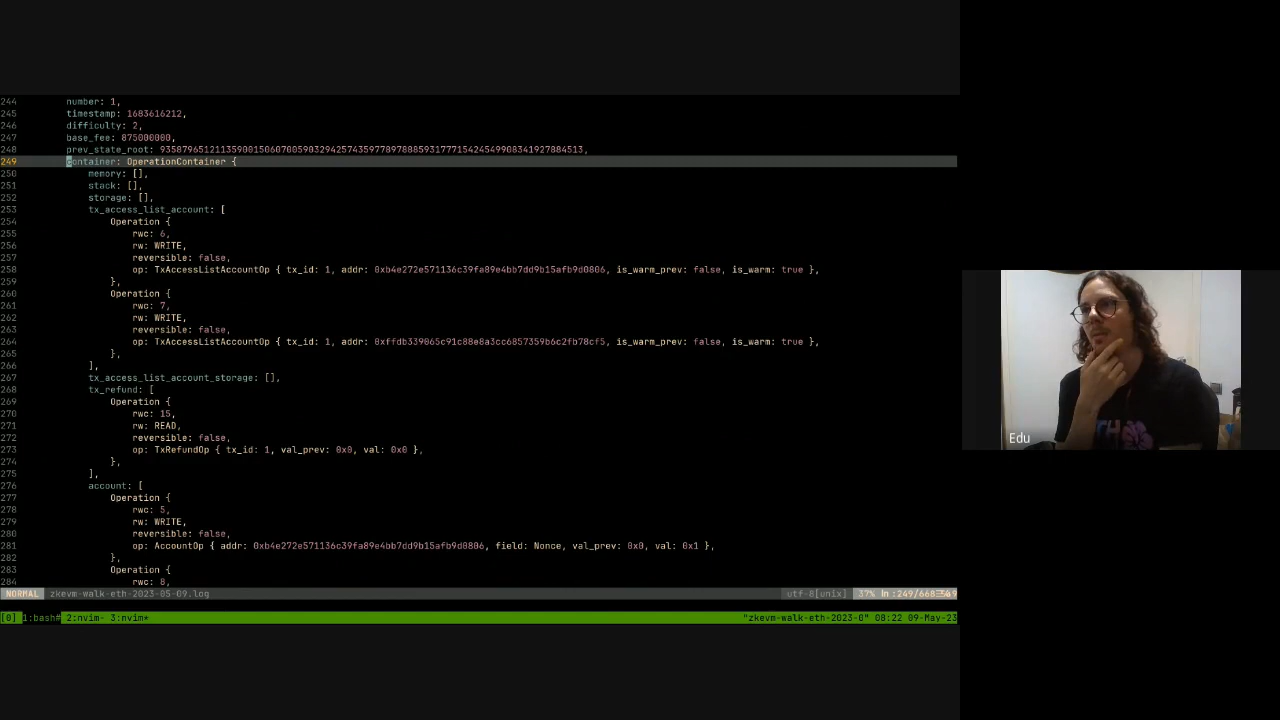 244 number: 1,
245 timestamp: 1683616212,
246 difficulty: 2,
247 base_fee: 875000000,
248 prev_state_root: 93587965121135900150607005903294257435977897888593177715424549908341927884513,
249 container: OperationContainer {
250 memory: [],
251 stack: [],
252 storage: [],
253 tx_access_list_account: [
254 Operation {
255 rwc: 6,
256 rw: WRITE,
257 reversible: false,
258 op: TxAccessListAccountOp { tx_id: 1, addr: 0xb4e272e571136c39fa89e4bb7dd9b15afb9d0806, is_warm_prev: false, is_warm: true },
259 },
260 Operation {
261 rwc: 7,
262 rw: WRITE,
263 reversible: false,
264 op: TxAccessListAccountOp { tx_id: 1, addr: 0xffdb339065c91c88e8a3cc6857359b6c2fb78cf5, is_warm_prev: false, is_warm: true },
265 },
266 ],
267 tx_access_list_account_storage: [],
268 tx_refund: [
269 Operation {
270 rwc: 15,
271 rw: READ,
272 reversible: false,
273 op: TxRefundOp { tx_id: 1, val_prev: 0x0, val: 0x0 },
274 },
275 ],
276 account: [
277 Operation {
278 rwc: 5,
279 rw: WRITE,
280 reversible: false,
281 op: AccountOp { addr: 0xb4e272e571136c39fa89e4bb7dd9b15afb9d0806, field: Nonce, val_prev: 0x0, val: 0x1 },
282 },
283 Operation {
284 rwc: 8,
NORMAL zkevm-walk-eth-2023-05-09.log utf-8[unix] 37% ln :249/668
[0] 1:bash# 2:nvim- 3:nvim* "zkevm-walk-eth-2023-0" 08:22 09-May-23
Edu